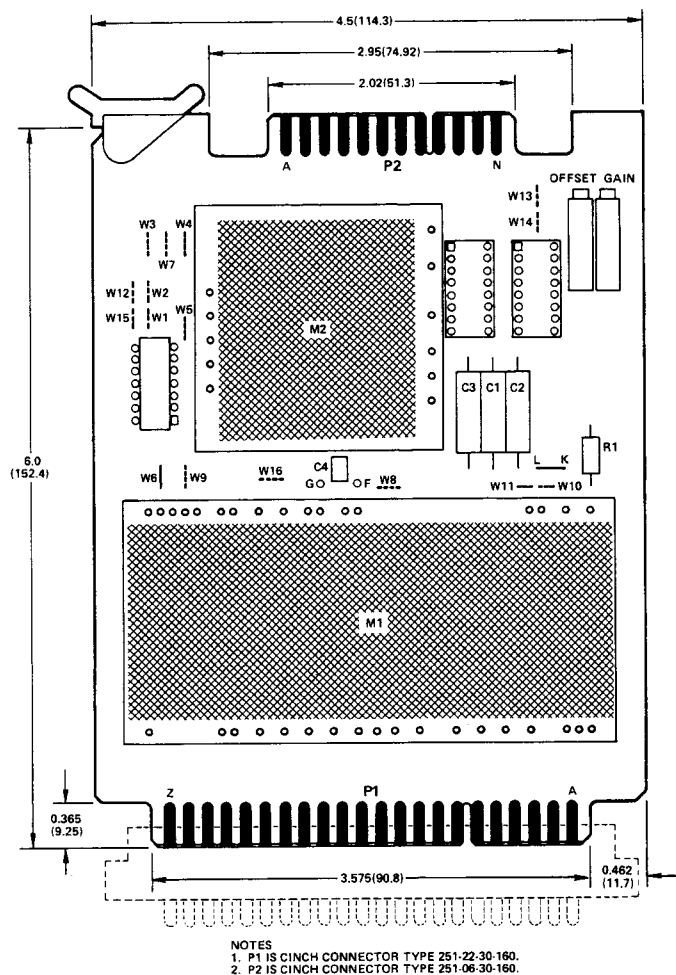 4.5(114.3)
2.95(74.92)
2.02(51.3)
A P2 N
OFFSET GAIN
W13
W14
W3 W4
W7
W12 W2
W15 W1 W5
M2
C3 C1 C2
6.0
(152.4)
R1
L K
W6 W9 W16 C4 W8
G F
W11 W10
M1
Z P1 A
0.365
(9.25)
3.575(90.8)
0.462
(11.7)
NOTES
1. P1 IS CINCH CONNECTOR TYPE 251-22-30-160.
2. P2 IS CINCH CONNECTOR TYPE 251-06-30-160.